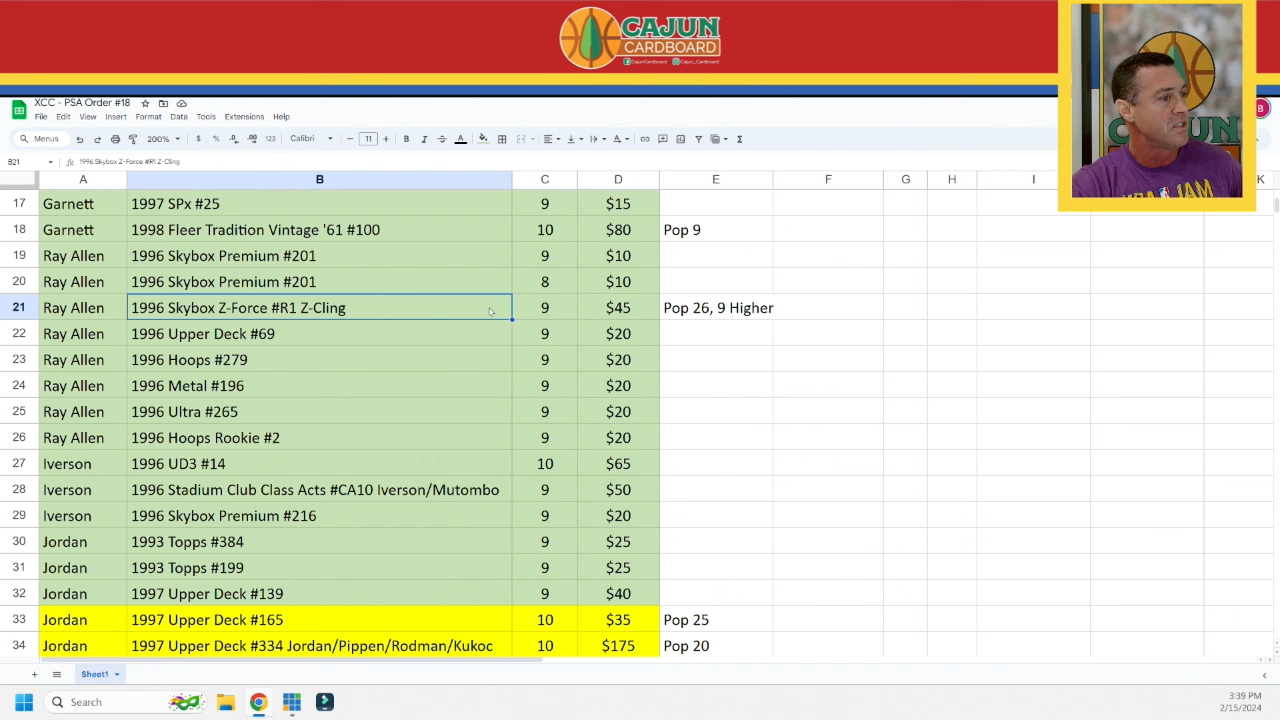 CAJUN
CARDBOARD
CajunCardboard Cajun_Cardboard
XCC - PSA Order #18
File Edit View Insert Format Data Tools Extensions Help
Menus 200% $ % .0 .00 123 Calibri - 11 + B I A
B21 fx 1996 Skybox Z-Force #R1 Z-Cling
A B C D E F G H I K
17 Garnett 1997 SPx #25 9 $15
18 Garnett 1998 Fleer Tradition Vintage '61 #100 10 $80 Pop 9
19 Ray Allen 1996 Skybox Premium #201 9 $10
20 Ray Allen 1996 Skybox Premium #201 8 $10
21 Ray Allen 1996 Skybox Z-Force #R1 Z-Cling 9 $45 Pop 26, 9 Higher
22 Ray Allen 1996 Upper Deck #69 9 $20
23 Ray Allen 1996 Hoops #279 9 $20
24 Ray Allen 1996 Metal #196 9 $20
25 Ray Allen 1996 Ultra #265 9 $20
26 Ray Allen 1996 Hoops Rookie #2 9 $20
27 Iverson 1996 UD3 #14 10 $65
28 Iverson 1996 Stadium Club Class Acts #CA10 Iverson/Mutombo 9 $50
29 Iverson 1996 Skybox Premium #216 9 $20
30 Jordan 1993 Topps #384 9 $25
31 Jordan 1993 Topps #199 9 $25
32 Jordan 1997 Upper Deck #139 9 $40
33 Jordan 1997 Upper Deck #165 10 $35 Pop 25
34 Jordan 1997 Upper Deck #334 Jordan/Pippen/Rodman/Kukoc 10 $175 Pop 20
Sheet1
Search
3:39 PM
2/15/2024
B
NBA JAM